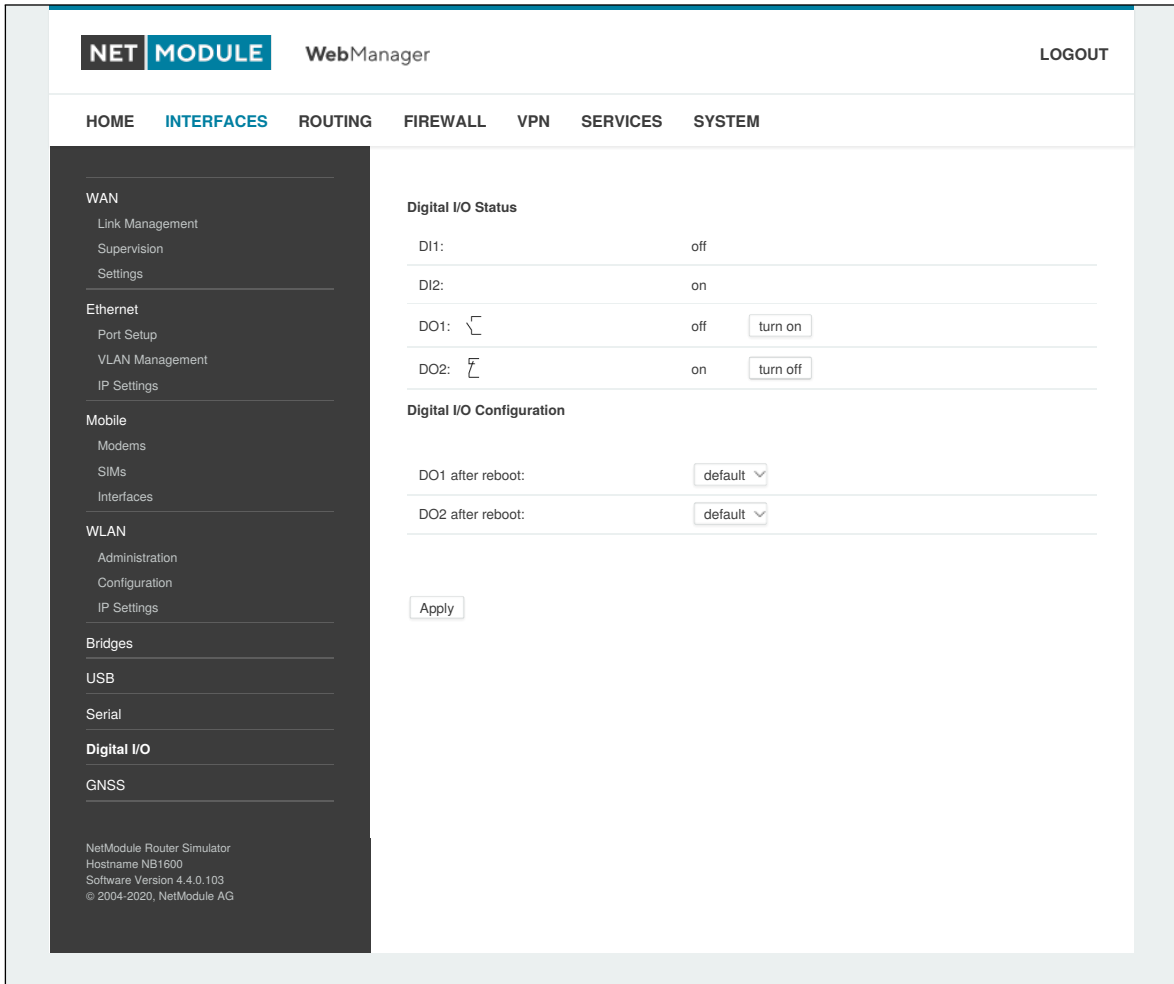 NET MODULE WebManager LOGOUT
HOME INTERFACES ROUTING FIREWALL VPN SERVICES SYSTEM
WAN
Link Management
Supervision
Settings
Ethernet
Port Setup
VLAN Management
IP Settings
Mobile
Modems
SIMs
Interfaces
WLAN
Administration
Configuration
IP Settings
Bridges
USB
Serial
Digital I/O
GNSS
NetModule Router Simulator
Hostname NB1600
Software Version 4.4.0.103
© 2004-2020, NetModule AG
Digital I/O Status
DI1: off
DI2: on
DO1: off turn on
DO2: on turn off
Digital I/O Configuration
DO1 after reboot: default
DO2 after reboot: default
Apply